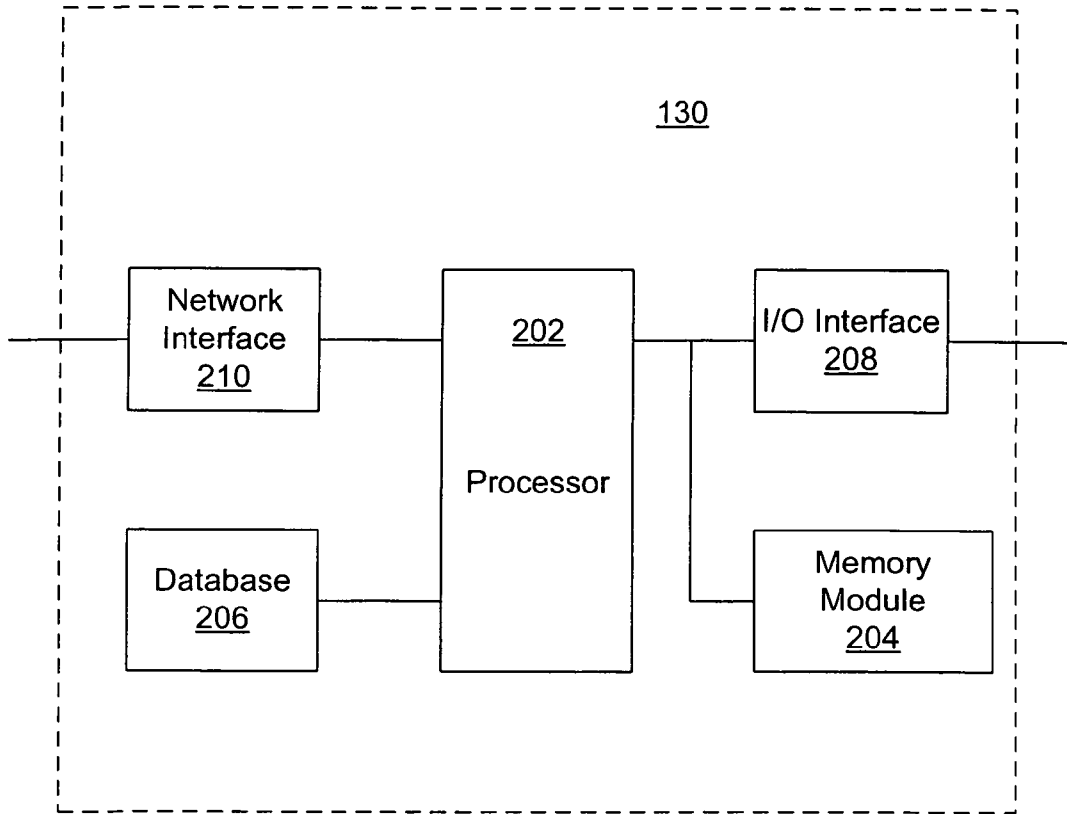 130
Network
Interface
210
202
Processor
I/O Interface
208
Database
206
Memory
Module
204